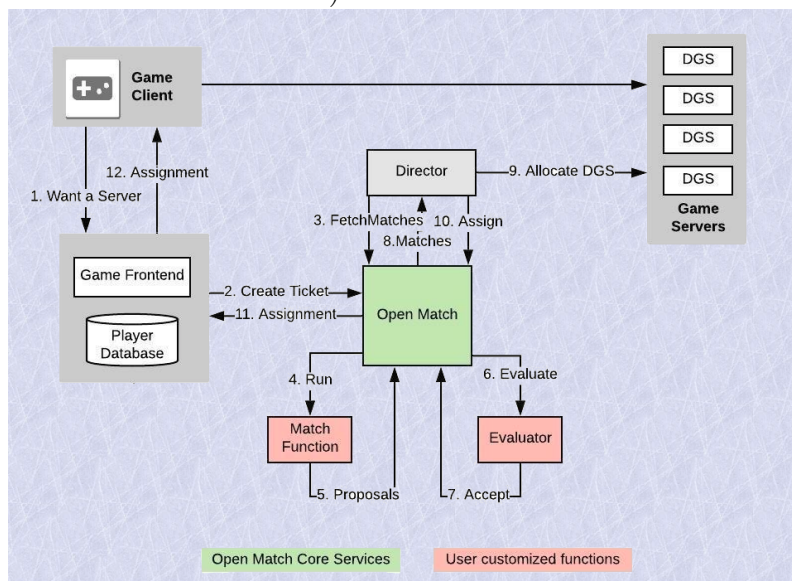 Game
Client
DGS
DGS
DGS
DGS
Game
Servers
12. Assignment
1. Want a Server
Director
9. Allocate DGS
3. FetchMatches
10. Assign
8.Matches
Game Frontend
Player
Database
2. Create Ticket
11. Assignment
Open Match
4. Run
6. Evaluate
Match
Function
Evaluator
5. Proposals
7. Accept
Open Match Core Services
User customized functions